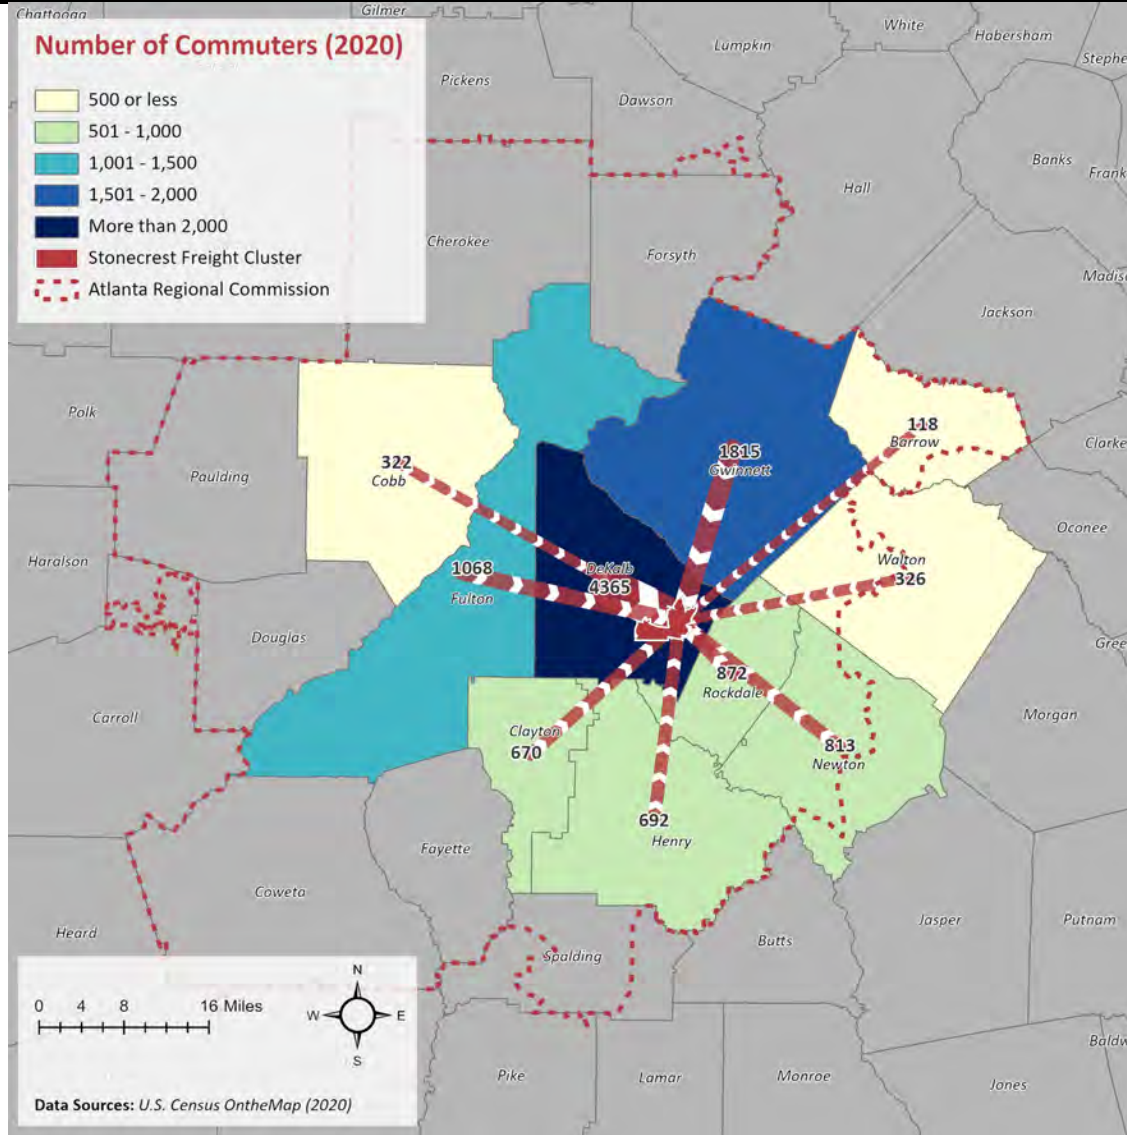 Chattooga
Gilmer
White
Habersham
Lumpkin
Stephe
Number of Commuters (2020)
Pickens
Dawson
500 or less
501 - 1,000
1,001 - 1,500
1,501 - 2,000
More than 2,000
Stonecrest Freight Cluster
Atlanta Regional Commission
Banks
Frank
Hall
Cherokee
Forsyth
Madis
Jackson
Polk
118
Barrow
Clarke
1815
Gwinnett
322
Cobb
Paulding
Oconee
Haralson
Walton
326
1068
Fulton
DeKalb
4365
Douglas
Gree
872
Rockdale
Carroll
Morgan
Clayton
670
813
Newton
692
Henry
Fayette
Coweta
Jasper
Putnam
Heard
Butts
Spalding
N
W
E
S
0 4 8 16 Miles
Baldw
Pike
Lamar
Monroe
Jones
Data Sources: U.S. Census OntheMap (2020)